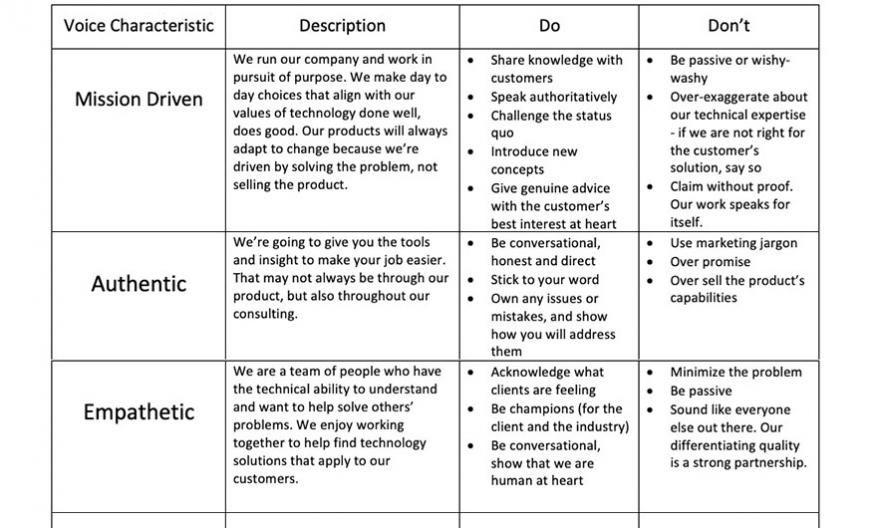 Voice Characteristic
Description
Do
Don’t
Mission Driven
We run our company and work in
pursuit of purpose. We make day to
day choices that align with our
values of technology done well,
does good. Our products will always
adapt to change because we’re
driven by solving the problem, not
selling the product.
• Share knowledge with
customers
• Speak authoritatively
• Challenge the status
quo
• Introduce new
concepts
• Give genuine advice
with the customer’s
best interest at heart
• Be passive or wishy-
washy
• Over-exaggerate about
our technical expertise
- if we are not right for
the customer’s
solution, say so
• Claim without proof.
Our work speaks for
itself.
Authentic
We’re going to give you the tools
and insight to make your job easier.
That may not always be through our
product, but also throughout our
consulting.
• Be conversational,
honest and direct
• Stick to your word
• Own any issues or
mistakes, and show
how you will address
them
• Use marketing jargon
• Over promise
• Over sell the product’s
capabilities
Empathetic
We are a team of people who have
the technical ability to understand
and want to help solve others’
problems. We enjoy working
together to help find technology
solutions that apply to our
customers.
• Acknowledge what
clients are feeling
• Be champions (for the
client and the industry)
• Be conversational,
show that we are
human at heart
• Minimize the problem
• Be passive
• Sound like everyone
else out there. Our
differentiating quality
is a strong partnership.